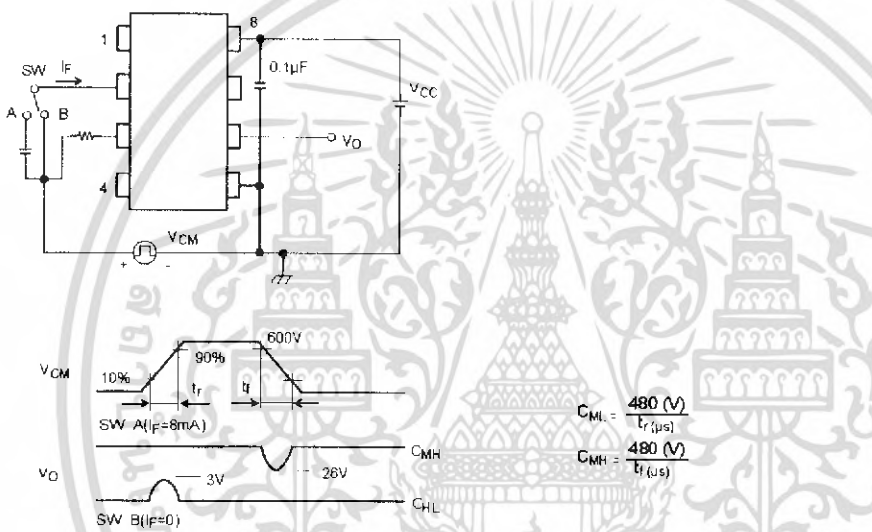 1
8
SW
IF
0.1μF
VCC
A
B
VO
4
VCM
+
-
VCM
10%
90%
600V
tr
tf
SW A(IF=8mA)
CML = 480 (V) / tr (μs)
CMH = 480 (V) / tf (μs)
CMH
VO
3V
26V
CHL
SW B(IF=0)